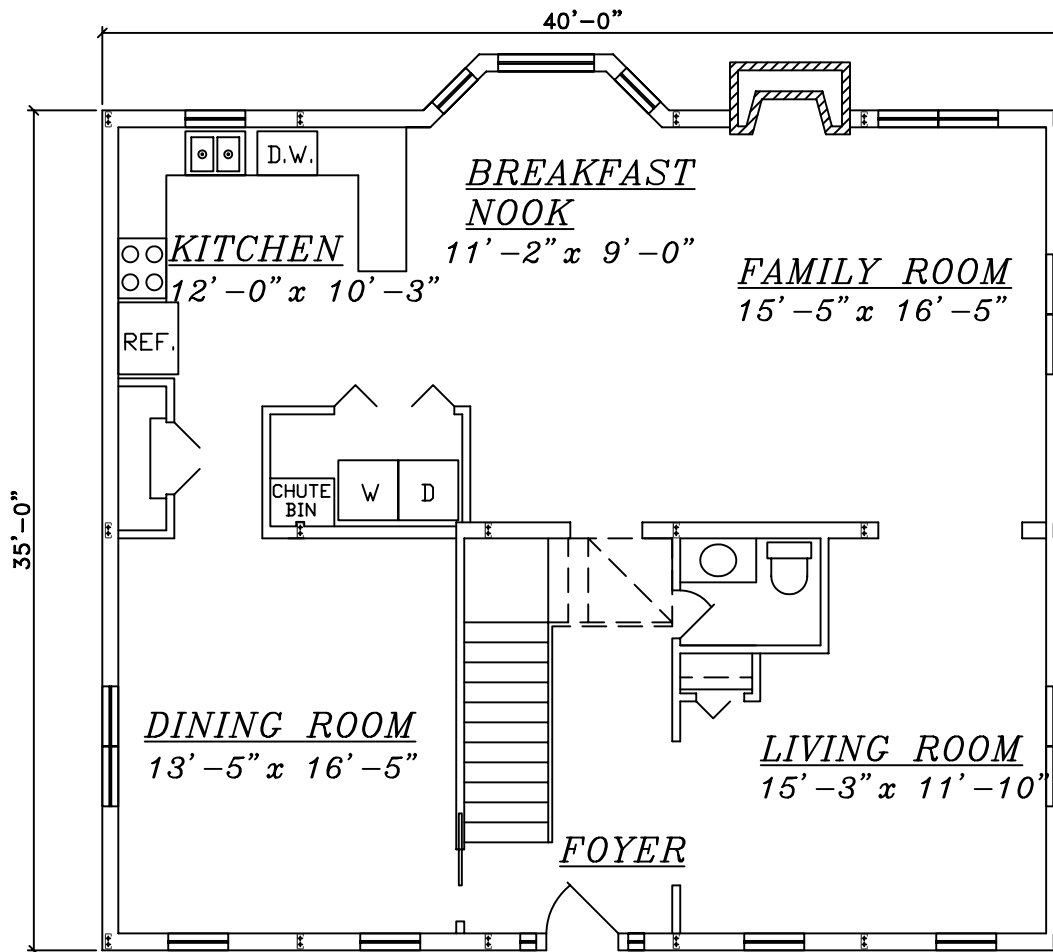 40'-0"
D.W.
BREAKFAST
NOOK
11'-2" x 9'-0"
KITCHEN
12'-0" x 10'-3"
FAMILY ROOM
15'-5" x 16'-5"
REF.
CHUTE
BIN
W
D
35'-0"
DINING ROOM
13'-5" x 16'-5"
LIVING ROOM
15'-3" x 11'-10"
FOYER